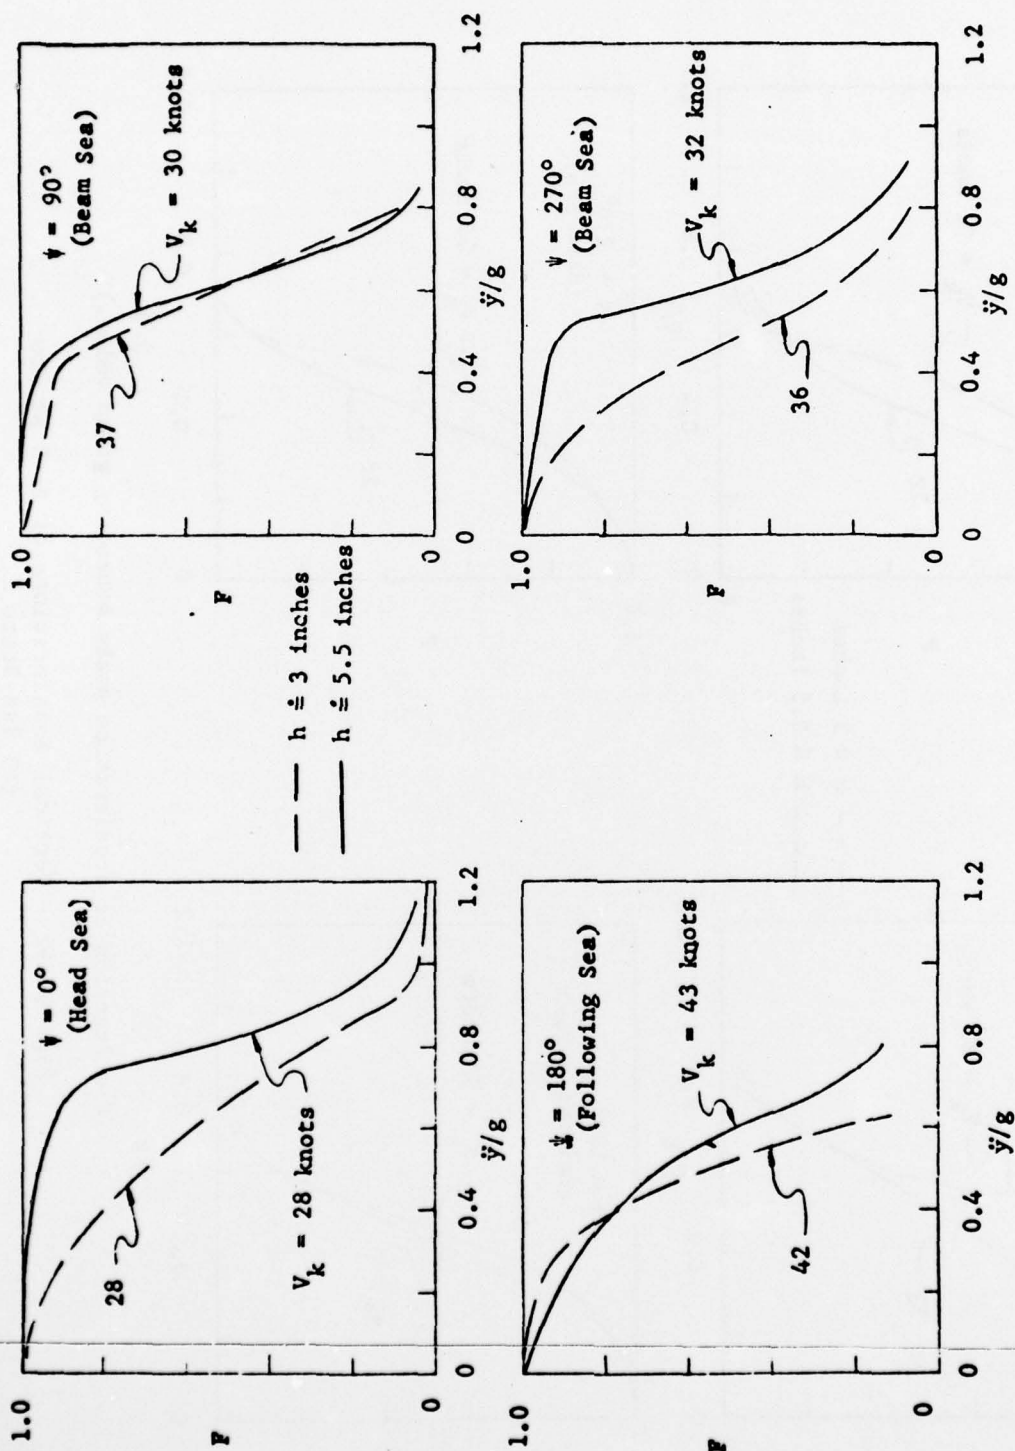 1.0
F
0
0
0.4
0.8
1.2
ÿ/g
ψ = 0°
(Head Sea)
28
V_k = 28 knots
1.0
F
0
0
0.4
0.8
1.2
ÿ/g
ψ = 90°
(Beam Sea)
V_k = 30 knots
37
— — h ≐ 3 inches
—— h ≐ 5.5 inches
1.0
F
0
0
0.4
0.8
1.2
ÿ/g
ψ = 180°
(Following Sea)
V_k = 43 knots
42
1.0
F
0
0
0.4
0.8
1.2
ÿ/g
ψ = 270°
(Beam Sea)
V_k = 32 knots
36